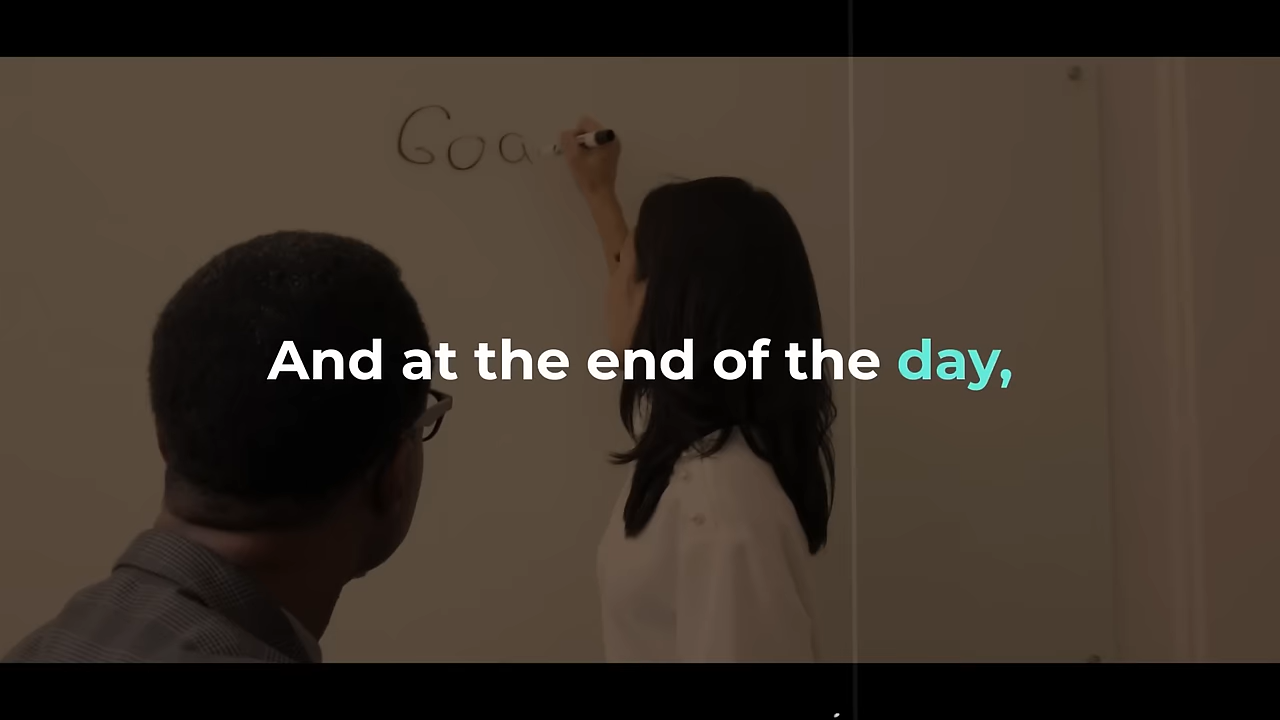 Goa
And at the end of the day,